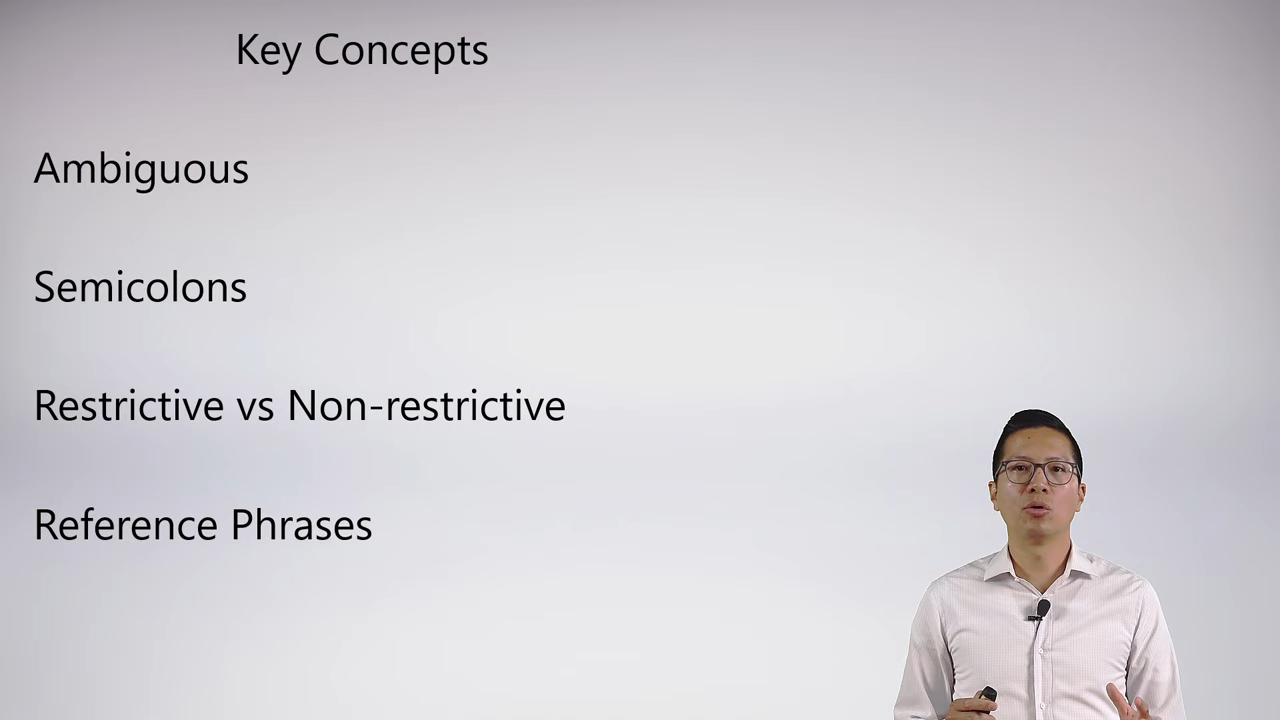 Key Concepts
Ambiguous
Semicolons
Restrictive vs Non-restrictive
Reference Phrases